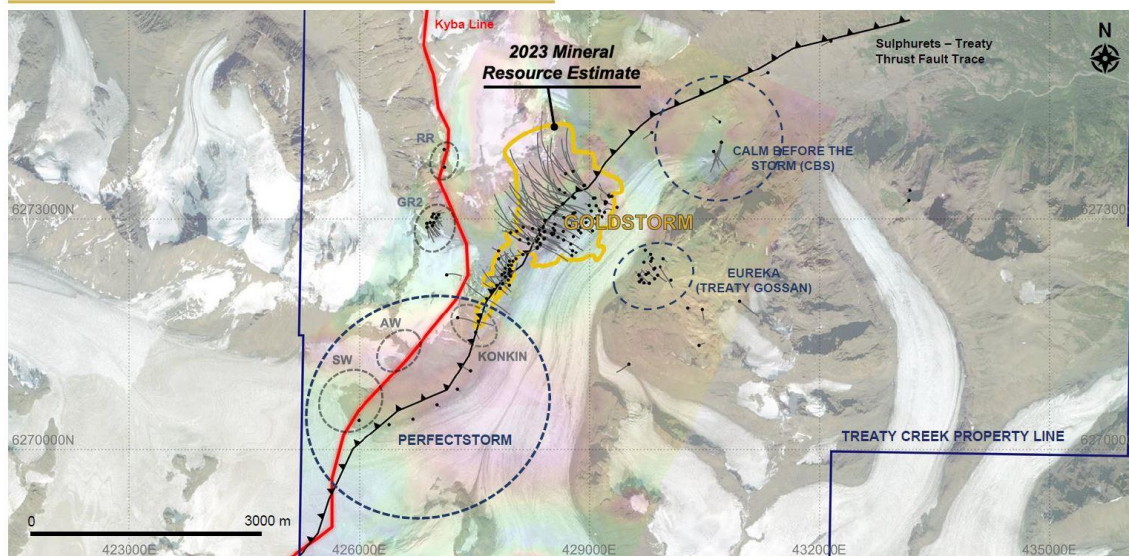 Kyba Line
2023 Mineral
Resource Estimate
Sulphurets – Treaty
Thrust Fault Trace
N
RR
CALM BEFORE THE
STORM (CBS)
GR2
6273000N
GOLDSTORM
627300
EUREKA
(TREATY GOSSAN)
AW
SW
KONKIN
PERFECTSTORM
TREATY CREEK PROPERTY LINE
6270000N
627000
0
3000 m
423000E
426000E
429000E
432000E
435000E